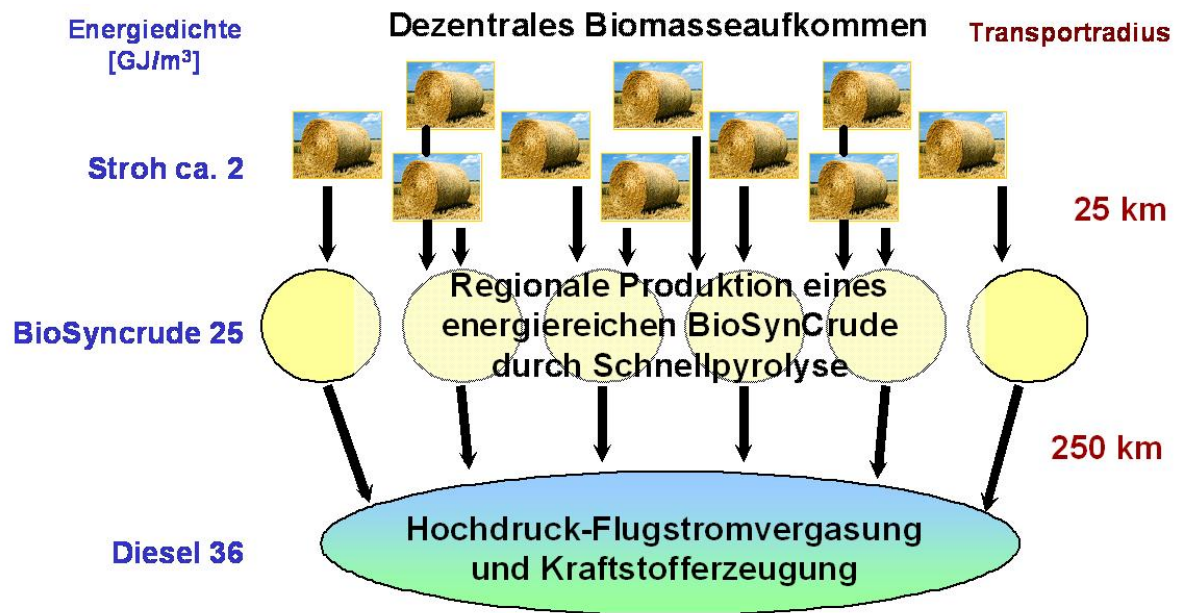 Energiedichte
[GJ/m³]
Dezentrales Biomasseaufkommen
Transportradius
Stroh ca. 2
25 km
Regionale Produktion eines
energiereichen BioSynCrude
durch Schnellpyrolyse
BioSyncrude 25
250 km
Hochdruck-Flugstromvergasung
und Kraftstofferzeugung
Diesel 36